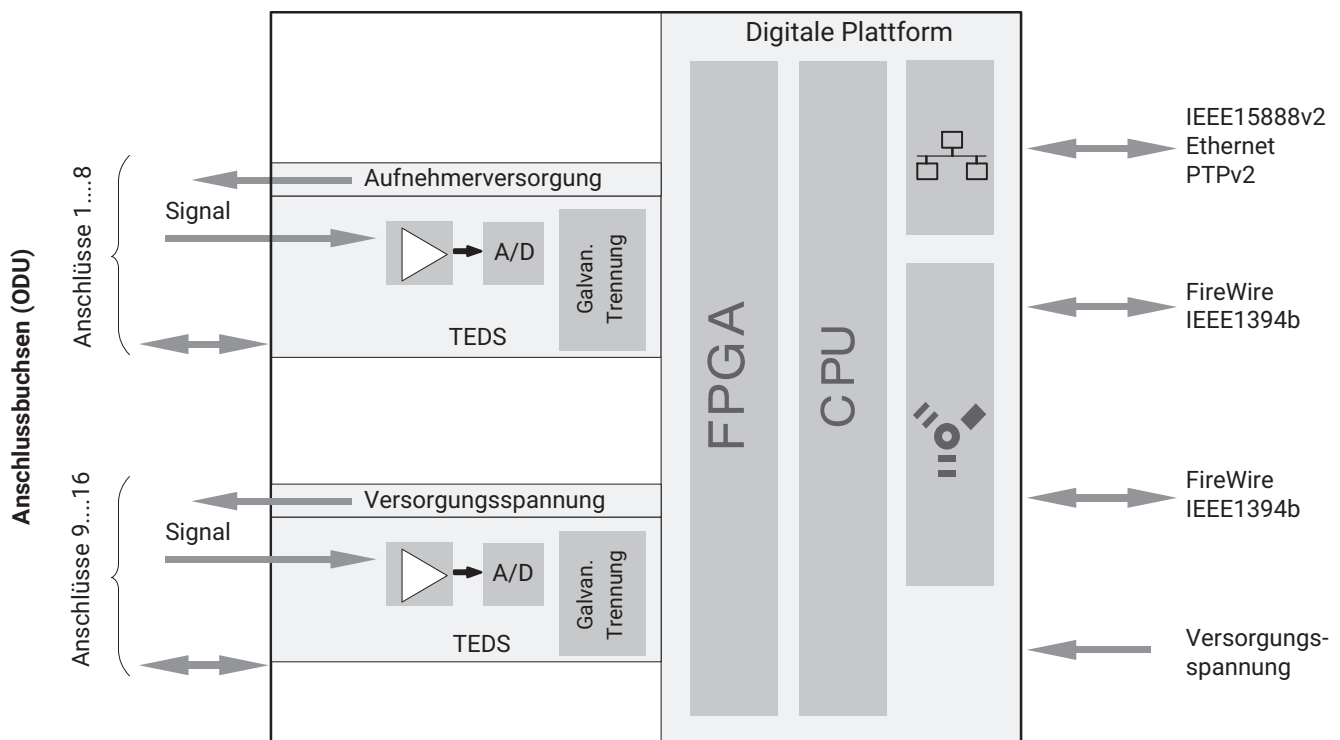 Digitale Plattform
Anschlussbuchsen (ODU)
Anschlüsse 1....8
Aufnehmerversorgung
Signal
A/D
Galvan.
Trennung
TEDS
Anschlüsse 9....16
Versorgungsspannung
Signal
A/D
Galvan.
Trennung
TEDS
FPGA
CPU
IEEE15888v2
Ethernet
PTPv2
FireWire
IEEE1394b
FireWire
IEEE1394b
Versorgungs-
spannung